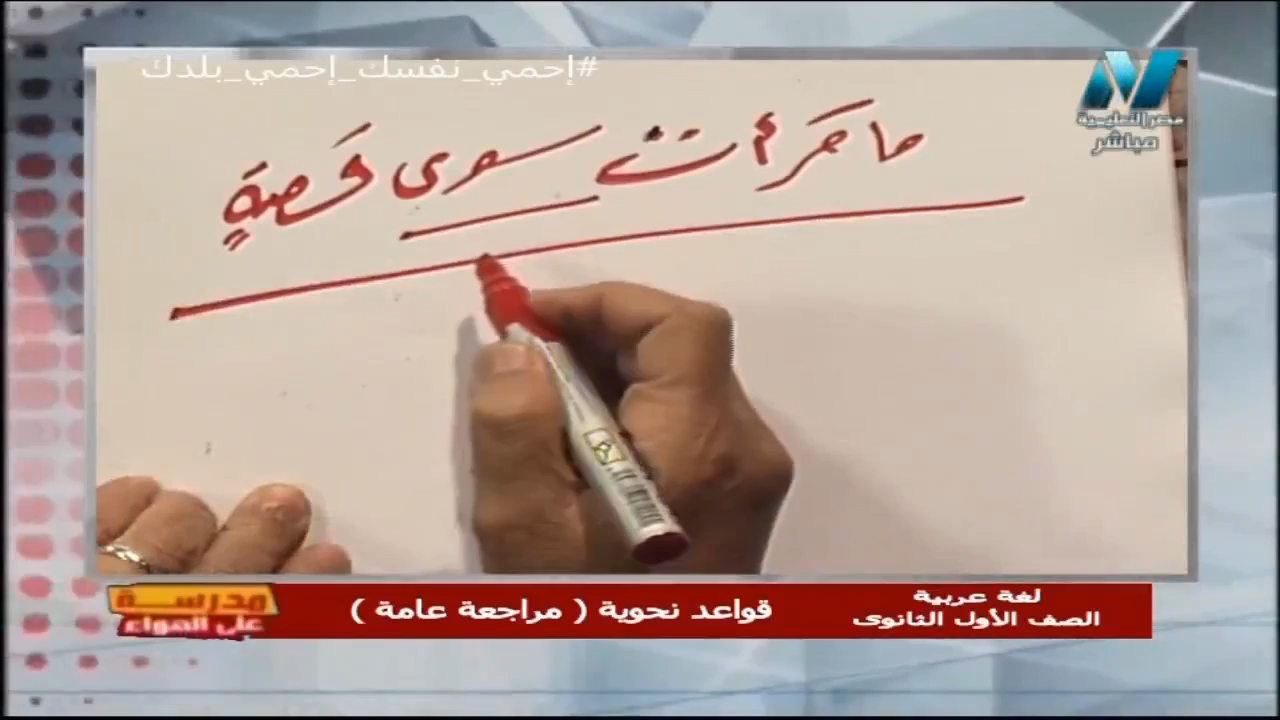 #إحمي_نفسك_إحمي_بلدك
مصر التعليمية
مباشر
ما قرأت سوى قصةٍ
لغة عربية
الصف الأول الثانوى
قواعد نحوية ( مراجعة عامة )
مدرسة
على الهواء